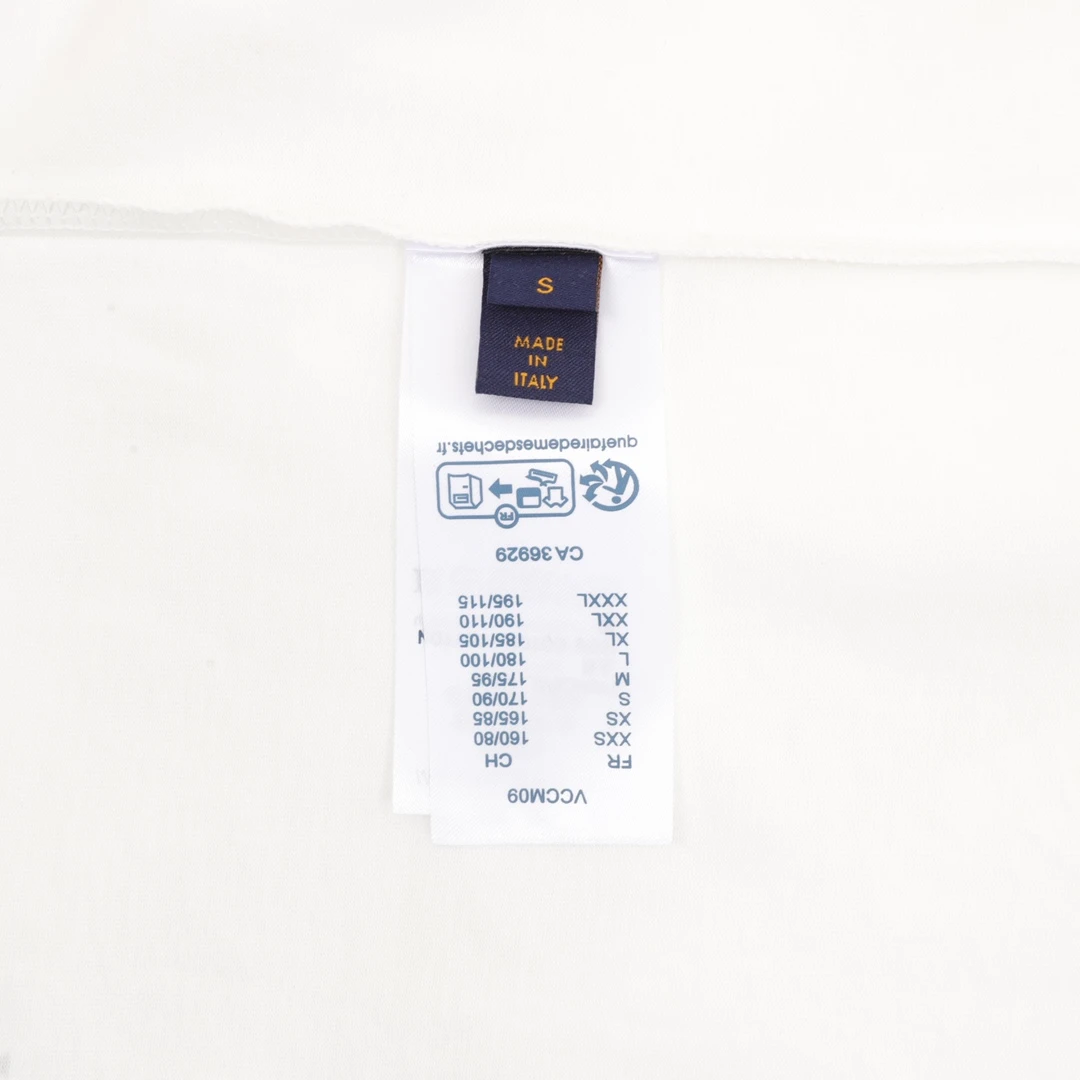 S
MADE
IN
ITALY
VCCM09
FR CH
XXS 160/80
XS 165/85
S 170/90
M 175/95
L 180/100
XL 185/105
XXL 190/110
XXXL 195/115
CA 36929
FR
quefairedemesdechets.fr